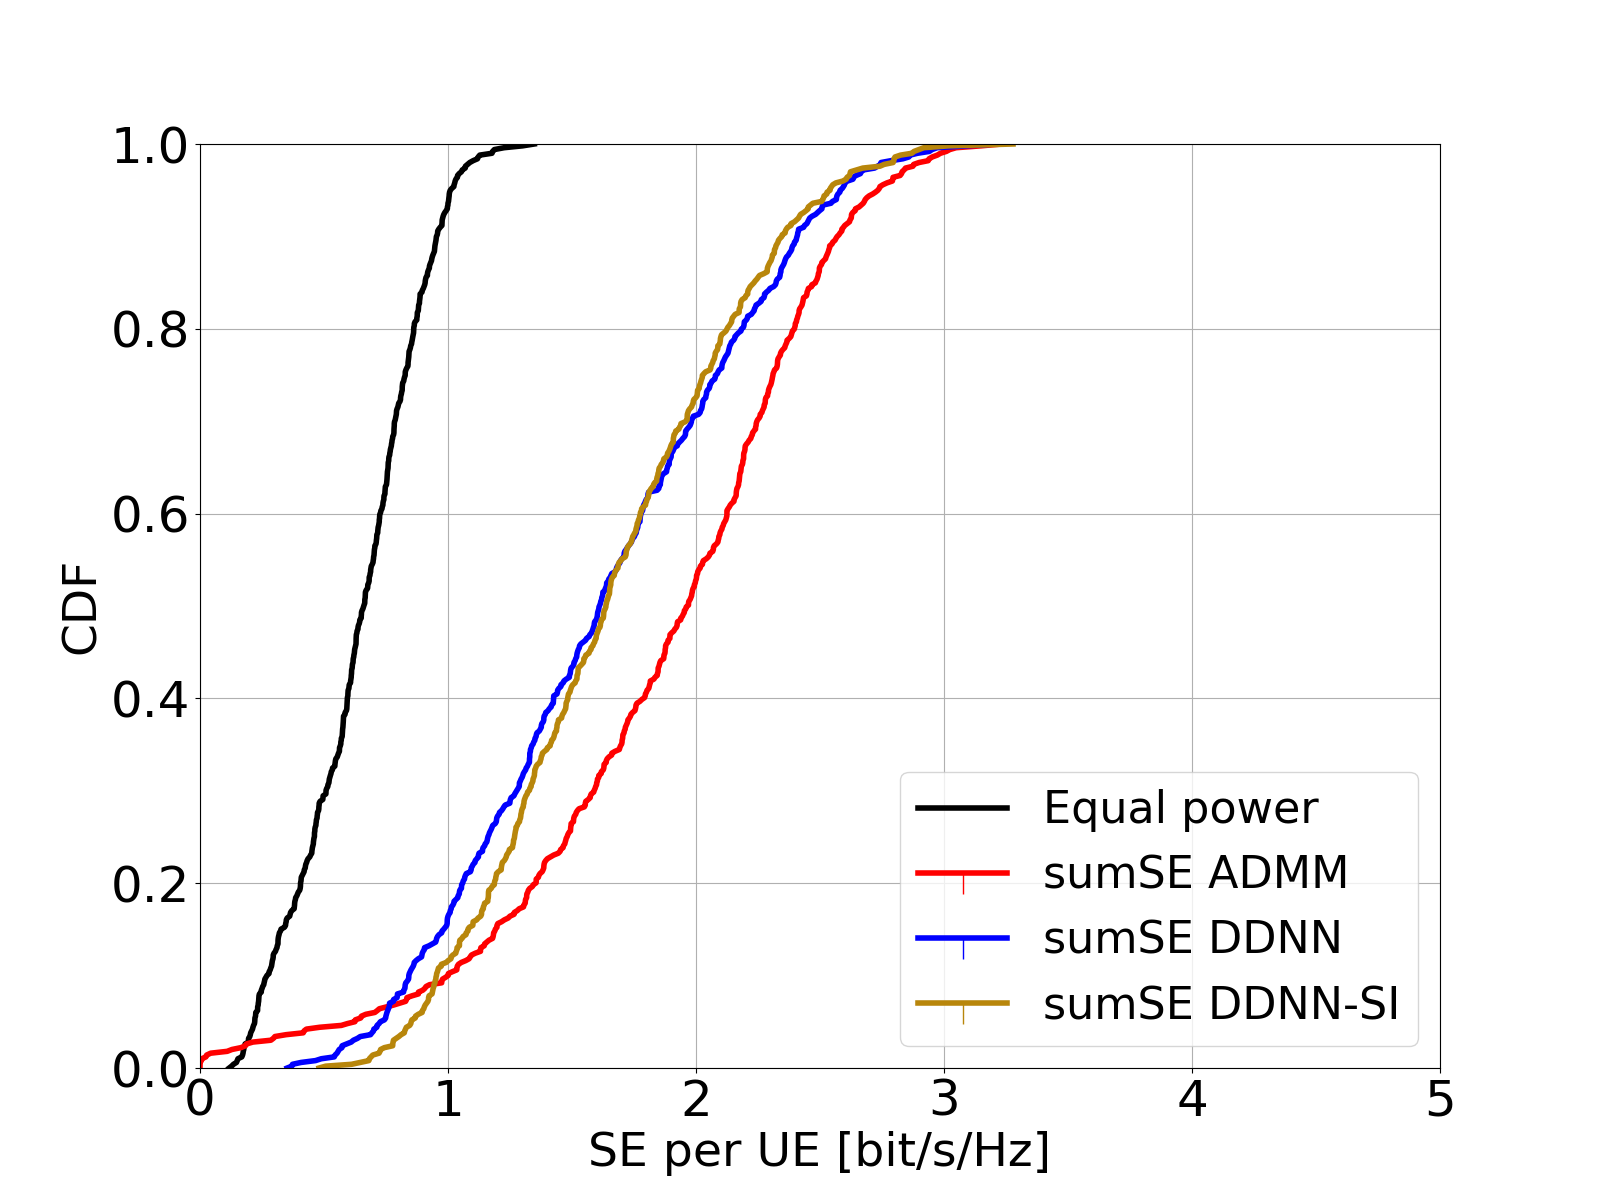 1.0
0.8
0.6
0.4
0.2
0.0
CDF
0 1 2 3 4 5
SE per UE [bit/s/Hz]
Equal power
sumSE ADMM
sumSE DDNN
sumSE DDNN-SI